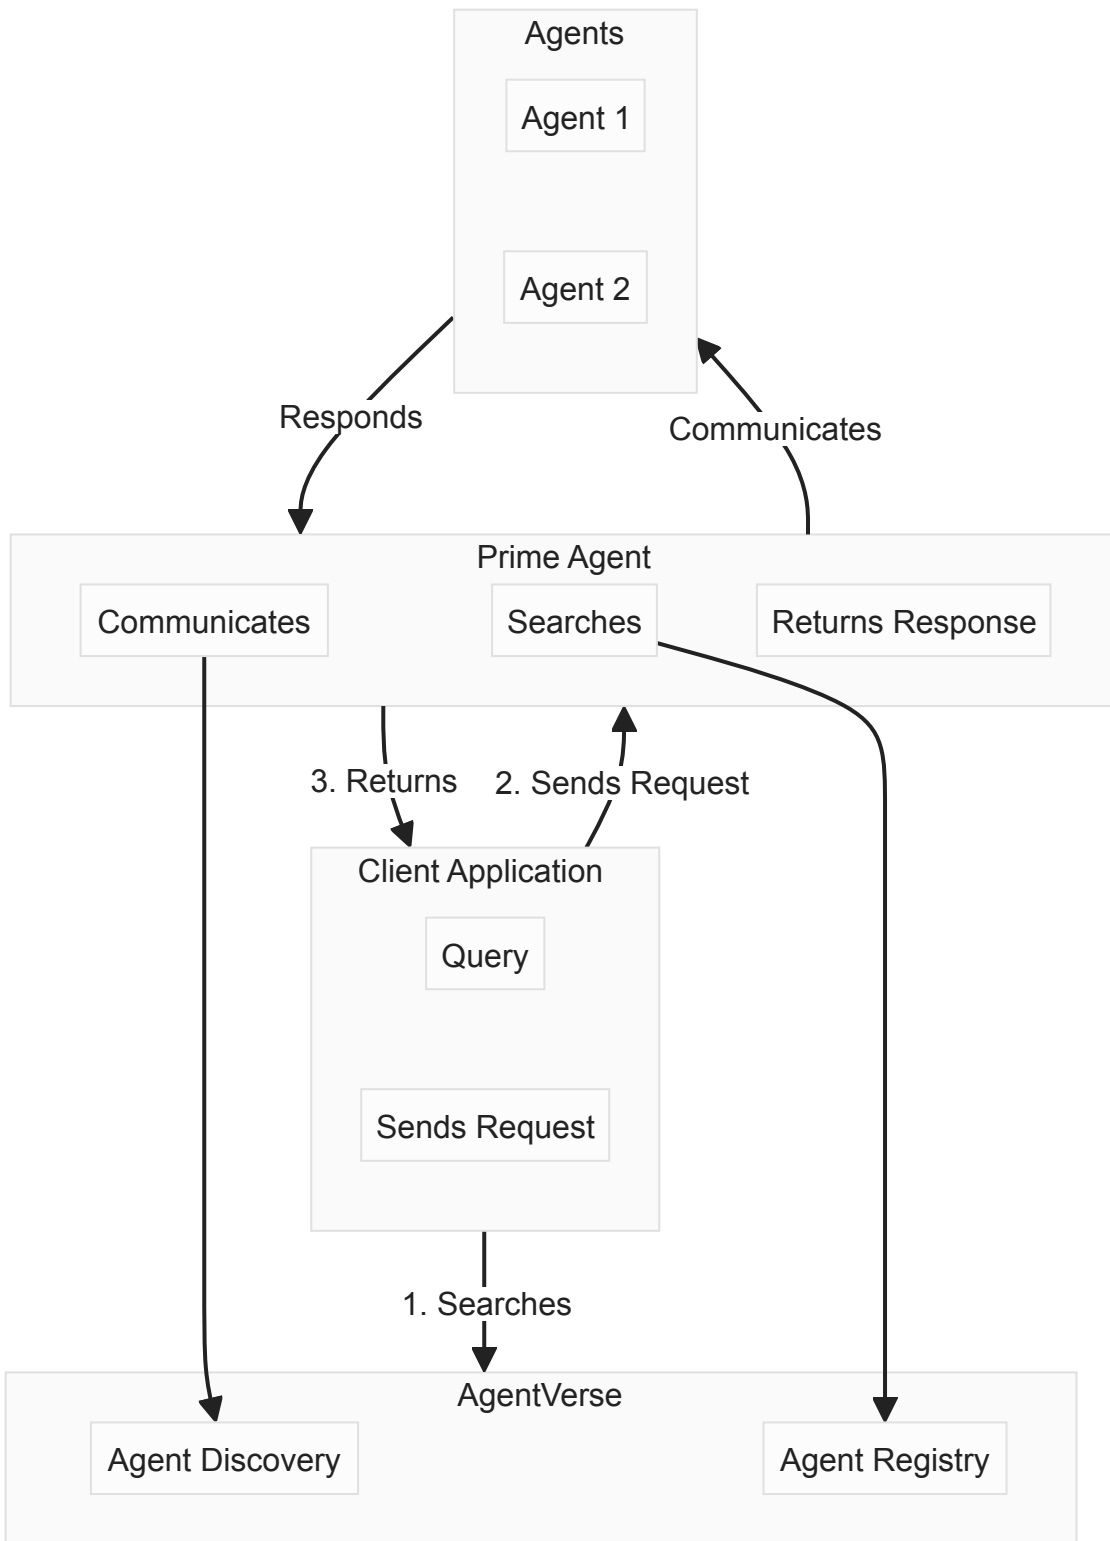 Agents
Agent 1
Agent 2
Responds
Communicates
Prime Agent
Communicates
Searches
Returns Response
3. Returns
2. Sends Request
Client Application
Query
Sends Request
1. Searches
AgentVerse
Agent Discovery
Agent Registry